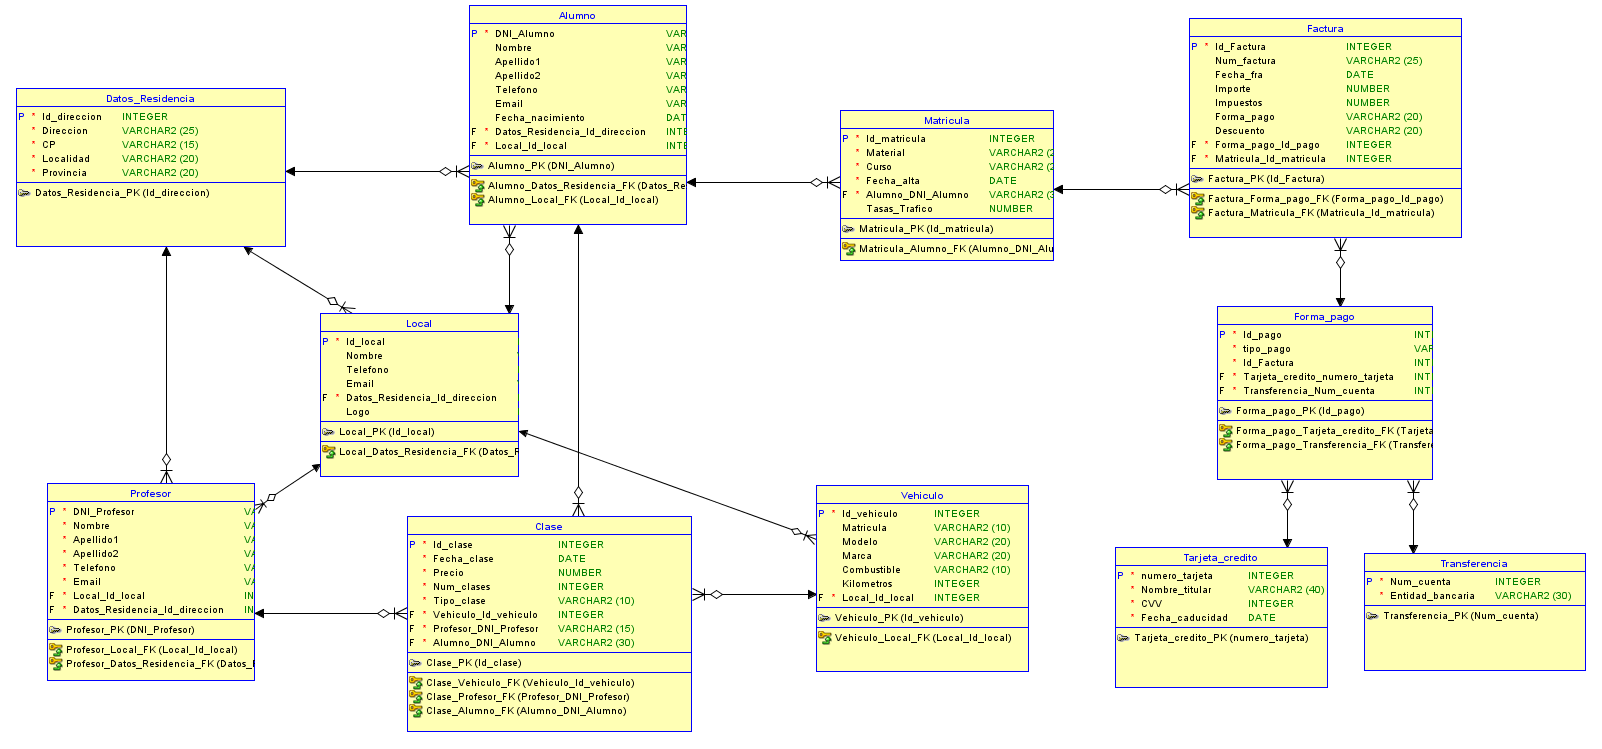 Alumno
P * DNI_Alumno VAR
Nombre VAR
Apellido1 VAR
Apellido2 VAR
Telefono VAR
Email VAR
Fecha_nacimiento DAT
F * Datos_Residencia_Id_direccion INTE
F * Local_Id_local INTE
Alumno_PK (DNI_Alumno)
Alumno_Datos_Residencia_FK (Datos_Re
Alumno_Local_FK (Local_Id_local)
Factura
P * Id_Factura INTEGER
Num_factura VARCHAR2 (25)
Fecha_fra DATE
Importe NUMBER
Impuestos NUMBER
Forma_pago VARCHAR2 (20)
Descuento VARCHAR2 (20)
F * Forma_pago_Id_pago INTEGER
F * Matricula_Id_matricula INTEGER
Factura_PK (Id_Factura)
Factura_Forma_pago_FK (Forma_pago_Id_pago)
Factura_Matricula_FK (Matricula_Id_matricula)
Datos_Residencia
P * Id_direccion INTEGER
* Direccion VARCHAR2 (25)
* CP VARCHAR2 (15)
* Localidad VARCHAR2 (20)
* Provincia VARCHAR2 (20)
Datos_Residencia_PK (Id_direccion)
Matricula
P * Id_matricula INTEGER
* Material VARCHAR2 (2
* Curso VARCHAR2 (2
* Fecha_alta DATE
F * Alumno_DNI_Alumno VARCHAR2 (3
Tasas_Trafico NUMBER
Matricula_PK (Id_matricula)
Matricula_Alumno_FK (Alumno_DNI_Alu
Local
P * Id_local
Nombre
Telefono
Email
F * Datos_Residencia_Id_direccion
Logo
Local_PK (Id_local)
Local_Datos_Residencia_FK (Datos_F
Forma_pago
P * Id_pago INT
* tipo_pago VAR
* Id_Factura INT
F * Tarjeta_credito_numero_tarjeta INT
F * Transferencia_Num_cuenta INT
Forma_pago_PK (Id_pago)
Forma_pago_Tarjeta_credito_FK (Tarjeta
Forma_pago_Transferencia_FK (Transfer
Profesor
P * DNI_Profesor VA
* Nombre VA
* Apellido1 VA
* Apellido2 VA
* Telefono VA
* Email VA
F * Local_Id_local IN
F * Datos_Residencia_Id_direccion IN
Profesor_PK (DNI_Profesor)
Profesor_Local_FK (Local_Id_local)
Profesor_Datos_Residencia_FK (Datos_
Clase
P * Id_clase INTEGER
* Fecha_clase DATE
* Precio NUMBER
* Num_clases INTEGER
* Tipo_clase VARCHAR2 (10)
F * Vehiculo_Id_vehiculo INTEGER
F * Profesor_DNI_Profesor VARCHAR2 (15)
F * Alumno_DNI_Alumno VARCHAR2 (30)
Clase_PK (Id_clase)
Clase_Vehiculo_FK (Vehiculo_Id_vehiculo)
Clase_Profesor_FK (Profesor_DNI_Profesor)
Clase_Alumno_FK (Alumno_DNI_Alumno)
Vehiculo
P * Id_vehiculo INTEGER
Matricula VARCHAR2 (10)
Modelo VARCHAR2 (20)
Marca VARCHAR2 (20)
Combustible VARCHAR2 (10)
Kilometros INTEGER
F * Local_Id_local INTEGER
Vehiculo_PK (Id_vehiculo)
Vehiculo_Local_FK (Local_Id_local)
Tarjeta_credito
P * numero_tarjeta INTEGER
* Nombre_titular VARCHAR2 (40)
* CVV INTEGER
* Fecha_caducidad DATE
Tarjeta_credito_PK (numero_tarjeta)
Transferencia
P * Num_cuenta INTEGER
* Entidad_bancaria VARCHAR2 (30)
Transferencia_PK (Num_cuenta)